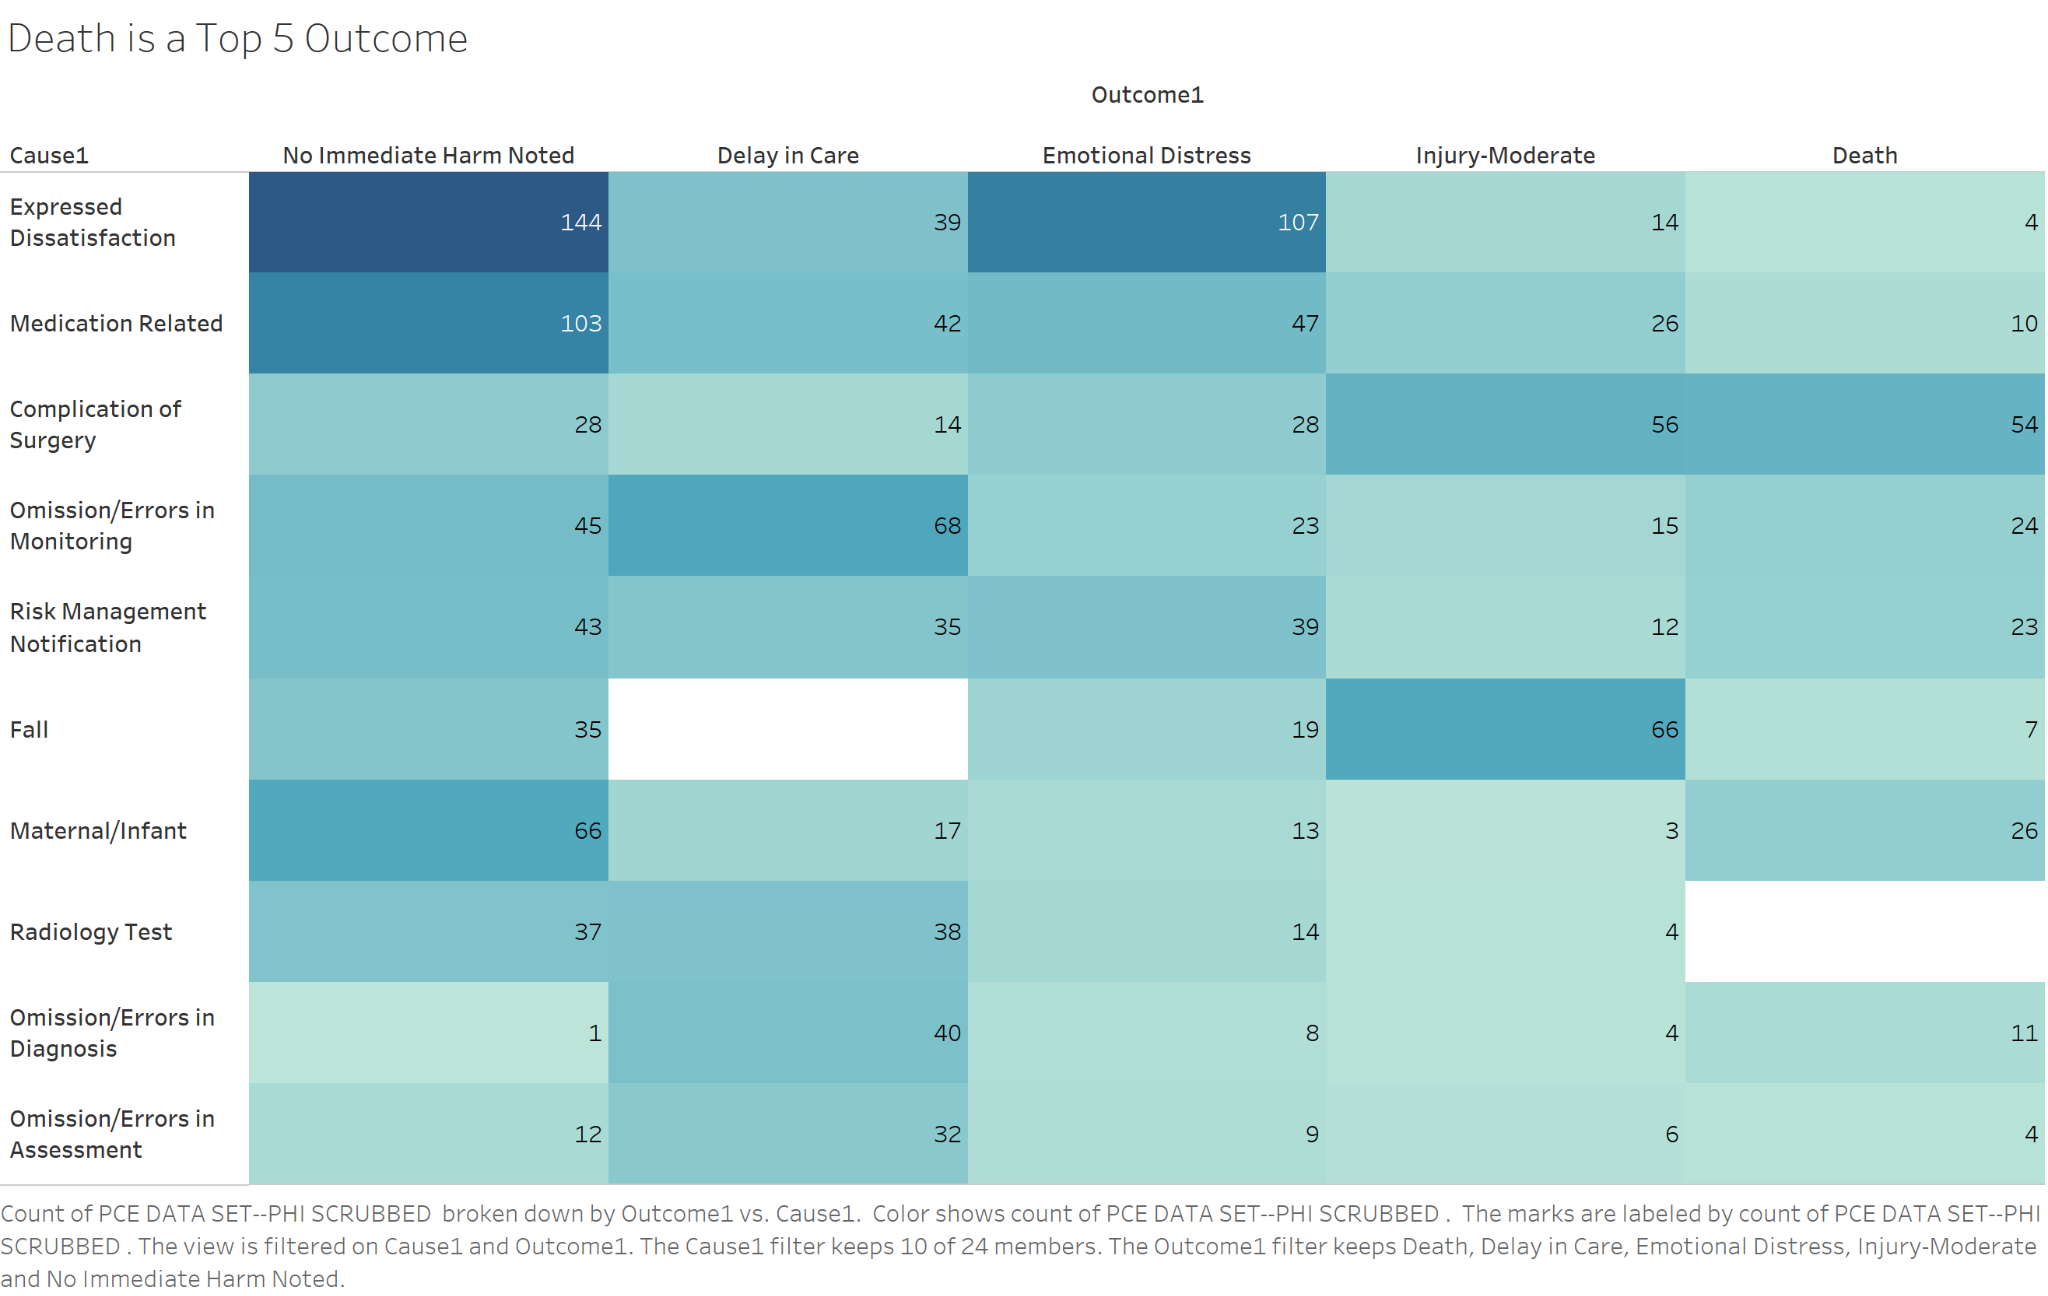 Death is a Top 5 Outcome
Outcome1
Cause1 No Immediate Harm Noted Delay in Care Emotional Distress Injury-Moderate Death
Expressed
Dissatisfaction 144 39 107 14 4
Medication Related 103 42 47 26 10
Complication of
Surgery 28 14 28 56 54
Omission/Errors in
Monitoring 45 68 23 15 24
Risk Management
Notification 43 35 39 12 23
Fall 35 19 66 7
Maternal/Infant 66 17 13 3 26
Radiology Test 37 38 14 4
Omission/Errors in
Diagnosis 1 40 8 4 11
Omission/Errors in
Assessment 12 32 9 6 4
Count of PCE DATA SET--PHI SCRUBBED  broken down by Outcome1 vs. Cause1.  Color shows count of PCE DATA SET--PHI SCRUBBED .  The marks are labeled by count of PCE DATA SET--PHI
SCRUBBED . The view is filtered on Cause1 and Outcome1. The Cause1 filter keeps 10 of 24 members. The Outcome1 filter keeps Death, Delay in Care, Emotional Distress, Injury-Moderate
and No Immediate Harm Noted.